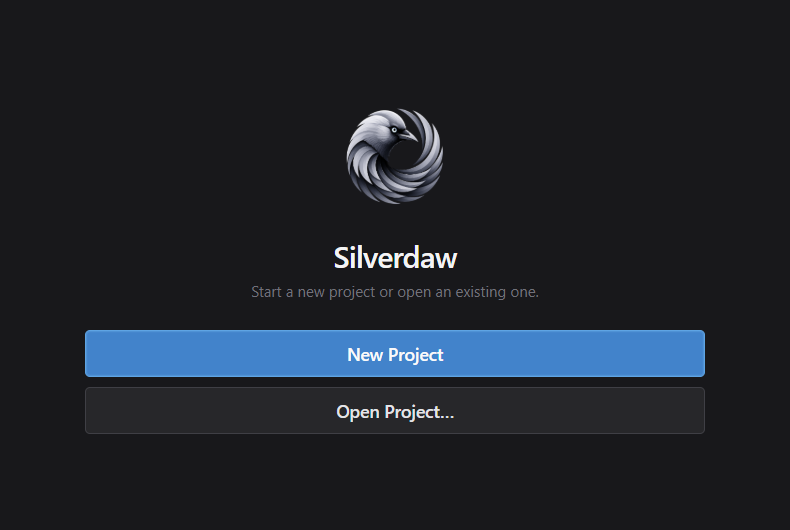 Silverdaw
Start a new project or open an existing one.
New Project
Open Project...